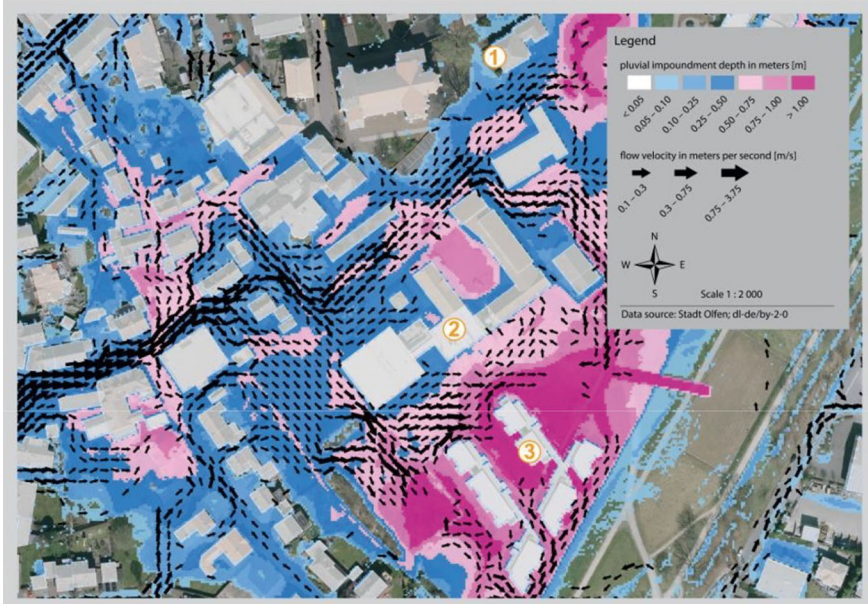 1
Legend
pluvial impoundment depth in meters [m]
< 0.05
0.05 – 0.10
0.10 – 0.25
0.25 – 0.50
0.50 – 0.75
0.75 – 1.00
> 1.00
flow velocity in meters per second [m/s]
0.1 – 0.3
0.3 – 0.75
0.75 – 3.75
N
W E
S
Scale 1 : 2 000
Data source: Stadt Olfen; dl-de/by-2-0
2
3